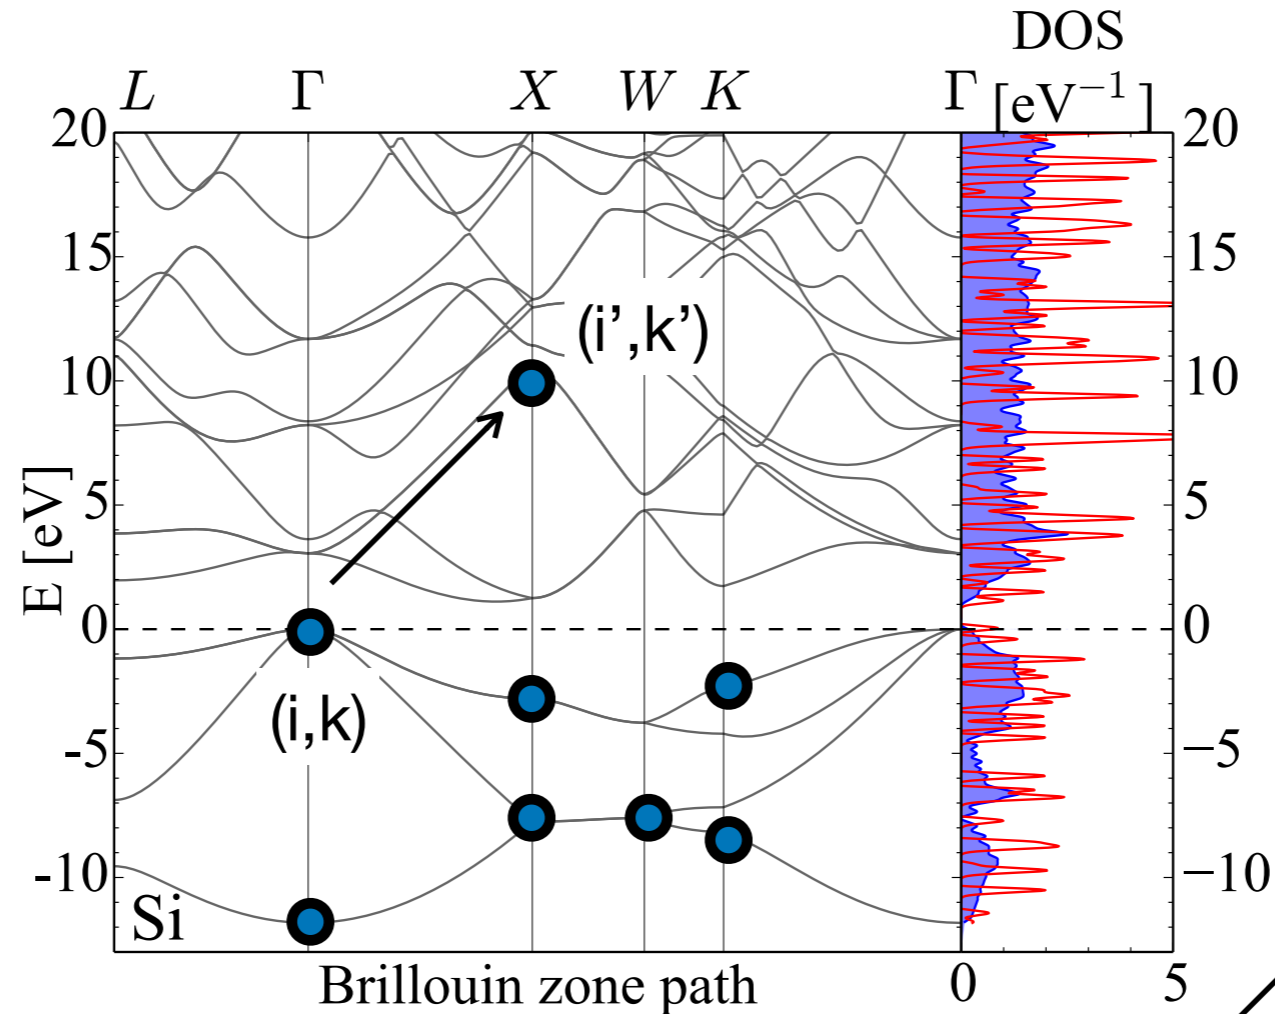 DOS
[eV⁻¹ ]
L Γ X W K Γ
20 20
15 15
10 10
5 5
0 0
-5 −5
-10 −10
E [eV]
(i',k')
(i,k)
Si
Brillouin zone path
0 5